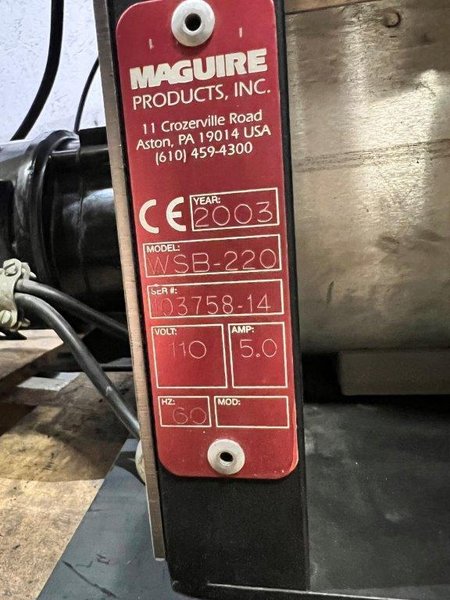 MAGUIRE
PRODUCTS, INC.
11 Crozerville Road
Aston, PA 19014 USA
(610) 459-4300
CE YEAR: 2003
MODEL: WSB-220
SER #: 103758-14
VOLT: 110 AMP: 5.0
HZ: 60 MOD: